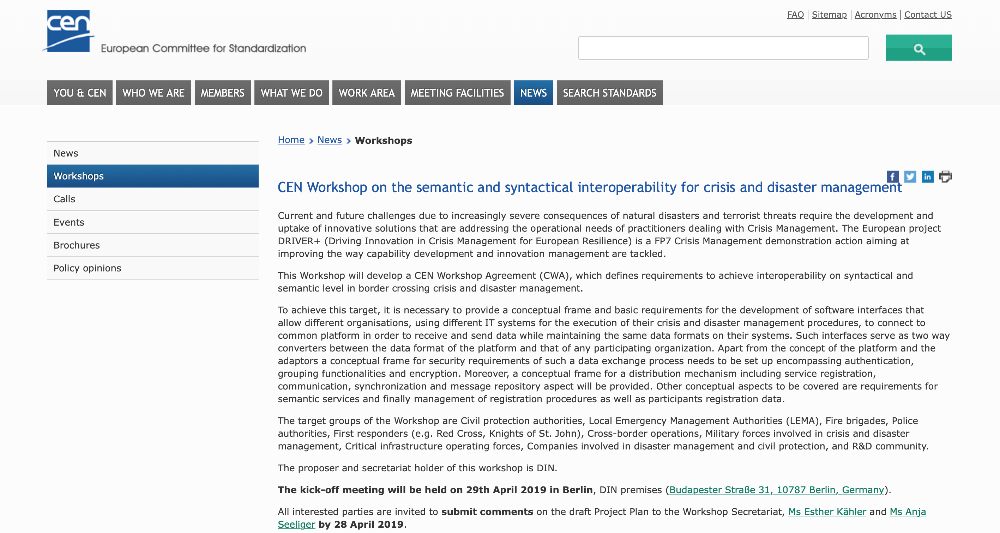 cen
European Committee for Standardization
FAQ | Sitemap | Acronyms | Contact US
YOU & CEN
WHO WE ARE
MEMBERS
WHAT WE DO
WORK AREA
MEETING FACILITIES
NEWS
SEARCH STANDARDS
News
Workshops
Calls
Events
Brochures
Policy opinions
Home › News › Workshops
f
in
CEN Workshop on the semantic and syntactical interoperability for crisis and disaster management
Current and future challenges due to increasingly severe consequences of natural disasters and terrorist threats require the development and
uptake of innovative solutions that are addressing the operational needs of practitioners dealing with Crisis Management. The European project
DRIVER+ (Driving Innovation in Crisis Management for European Resilience) is a FP7 Crisis Management demonstration action aiming at
improving the way capability development and innovation management are tackled.
This Workshop will develop a CEN Workshop Agreement (CWA), which defines requirements to achieve interoperability on syntactical and
semantic level in border crossing crisis and disaster management.
To achieve this target, it is necessary to provide a conceptual frame and basic requirements for the development of software interfaces that
allow different organisations, using different IT systems for the execution of their crisis and disaster management procedures, to connect to
common platform in order to receive and send data while maintaining the same data formats on their systems. Such interfaces serve as two way
converters between the data format of the platform and that of any participating organization. Apart from the concept of the platform and the
adaptors a conceptual frame for security requirements of such a data exchange process needs to be set up encompassing authentication,
grouping functionalities and encryption. Moreover, a conceptual frame for a distribution mechanism including service registration,
communication, synchronization and message repository aspect will be provided. Other conceptual aspects to be covered are requirements for
semantic services and finally management of registration procedures as well as participants registration data.
The target groups of the Workshop are Civil protection authorities, Local Emergency Management Authorities (LEMA), Fire brigades, Police
authorities, First responders (e.g. Red Cross, Knights of St. John), Cross-border operations, Military forces involved in crisis and disaster
management, Critical infrastructure operating forces, Companies involved in disaster management and civil protection, and R&D community.
The proposer and secretariat holder of this workshop is DIN.
The kick-off meeting will be held on 29th April 2019 in Berlin, DIN premises (Budapester Straße 31, 10787 Berlin, Germany).
All interested parties are invited to submit comments on the draft Project Plan to the Workshop Secretariat, Ms Esther Kähler and Ms Anja
Seeliger by 28 April 2019.